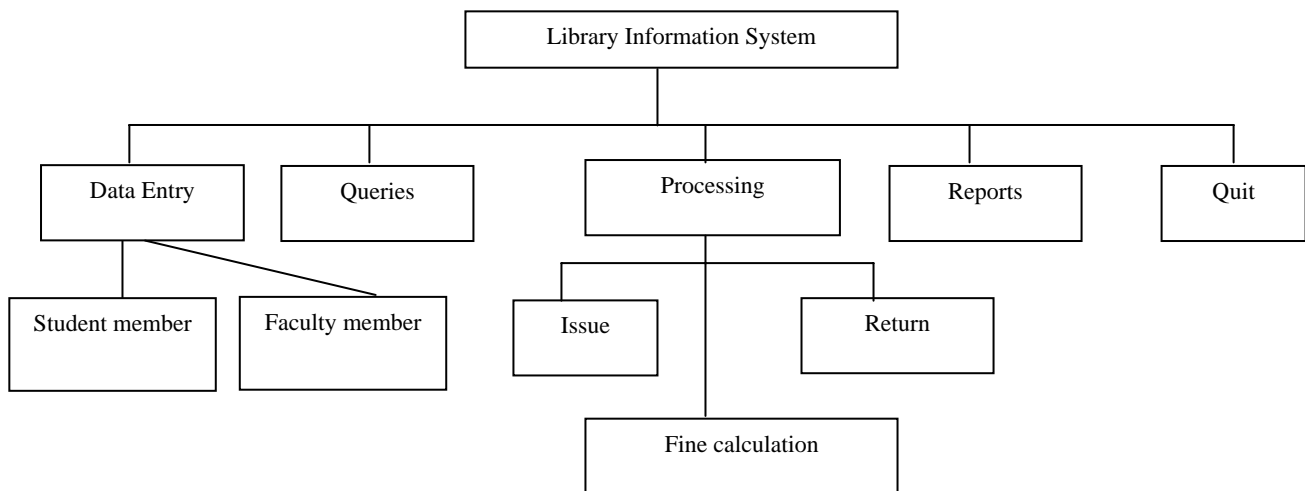 Library Information System
Data Entry
Queries
Processing
Reports
Quit
Student member
Faculty member
Issue
Return
Fine calculation